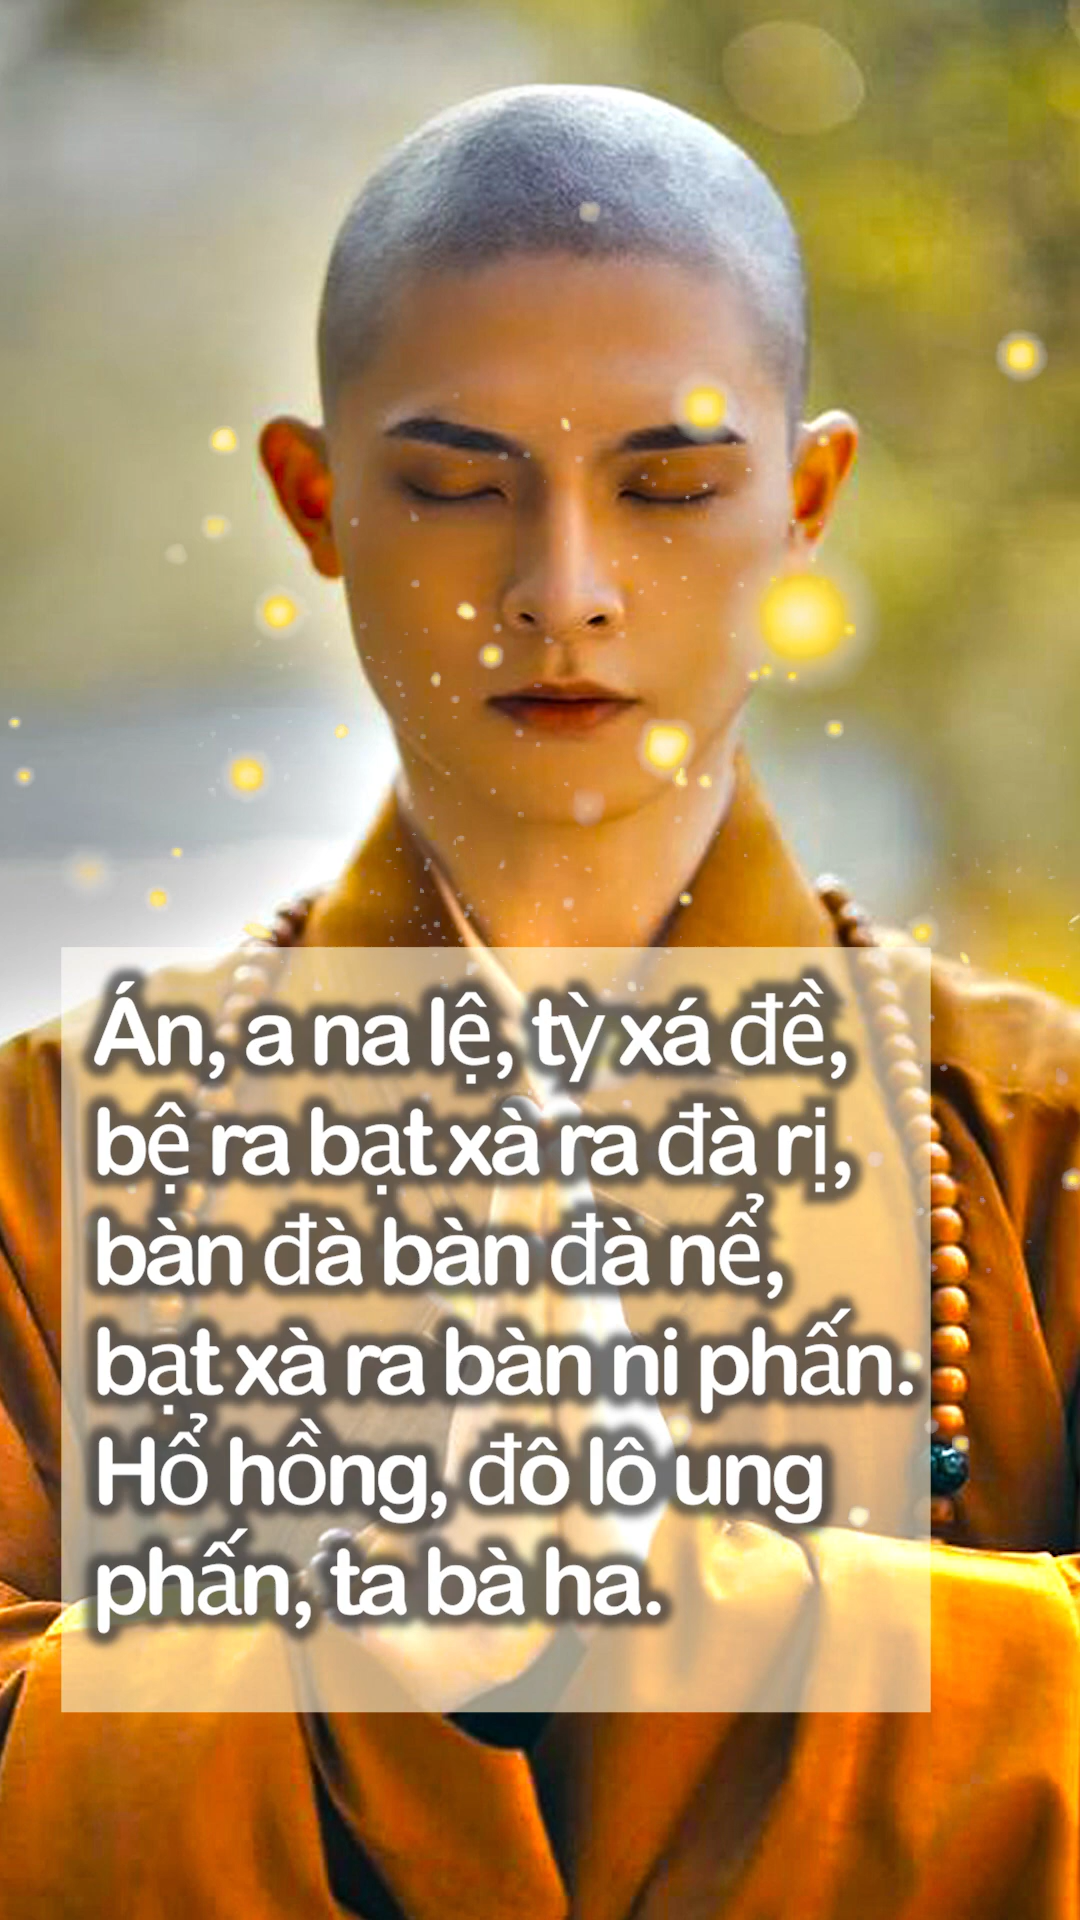 Án, a na lệ, tỳ xá đề,
bệ ra bạt xà ra đà rị,
bàn đà bàn đà nể,
bạt xà ra bàn ni phấn.
Hổ hồng, đô lô ung
phấn, ta bà ha.